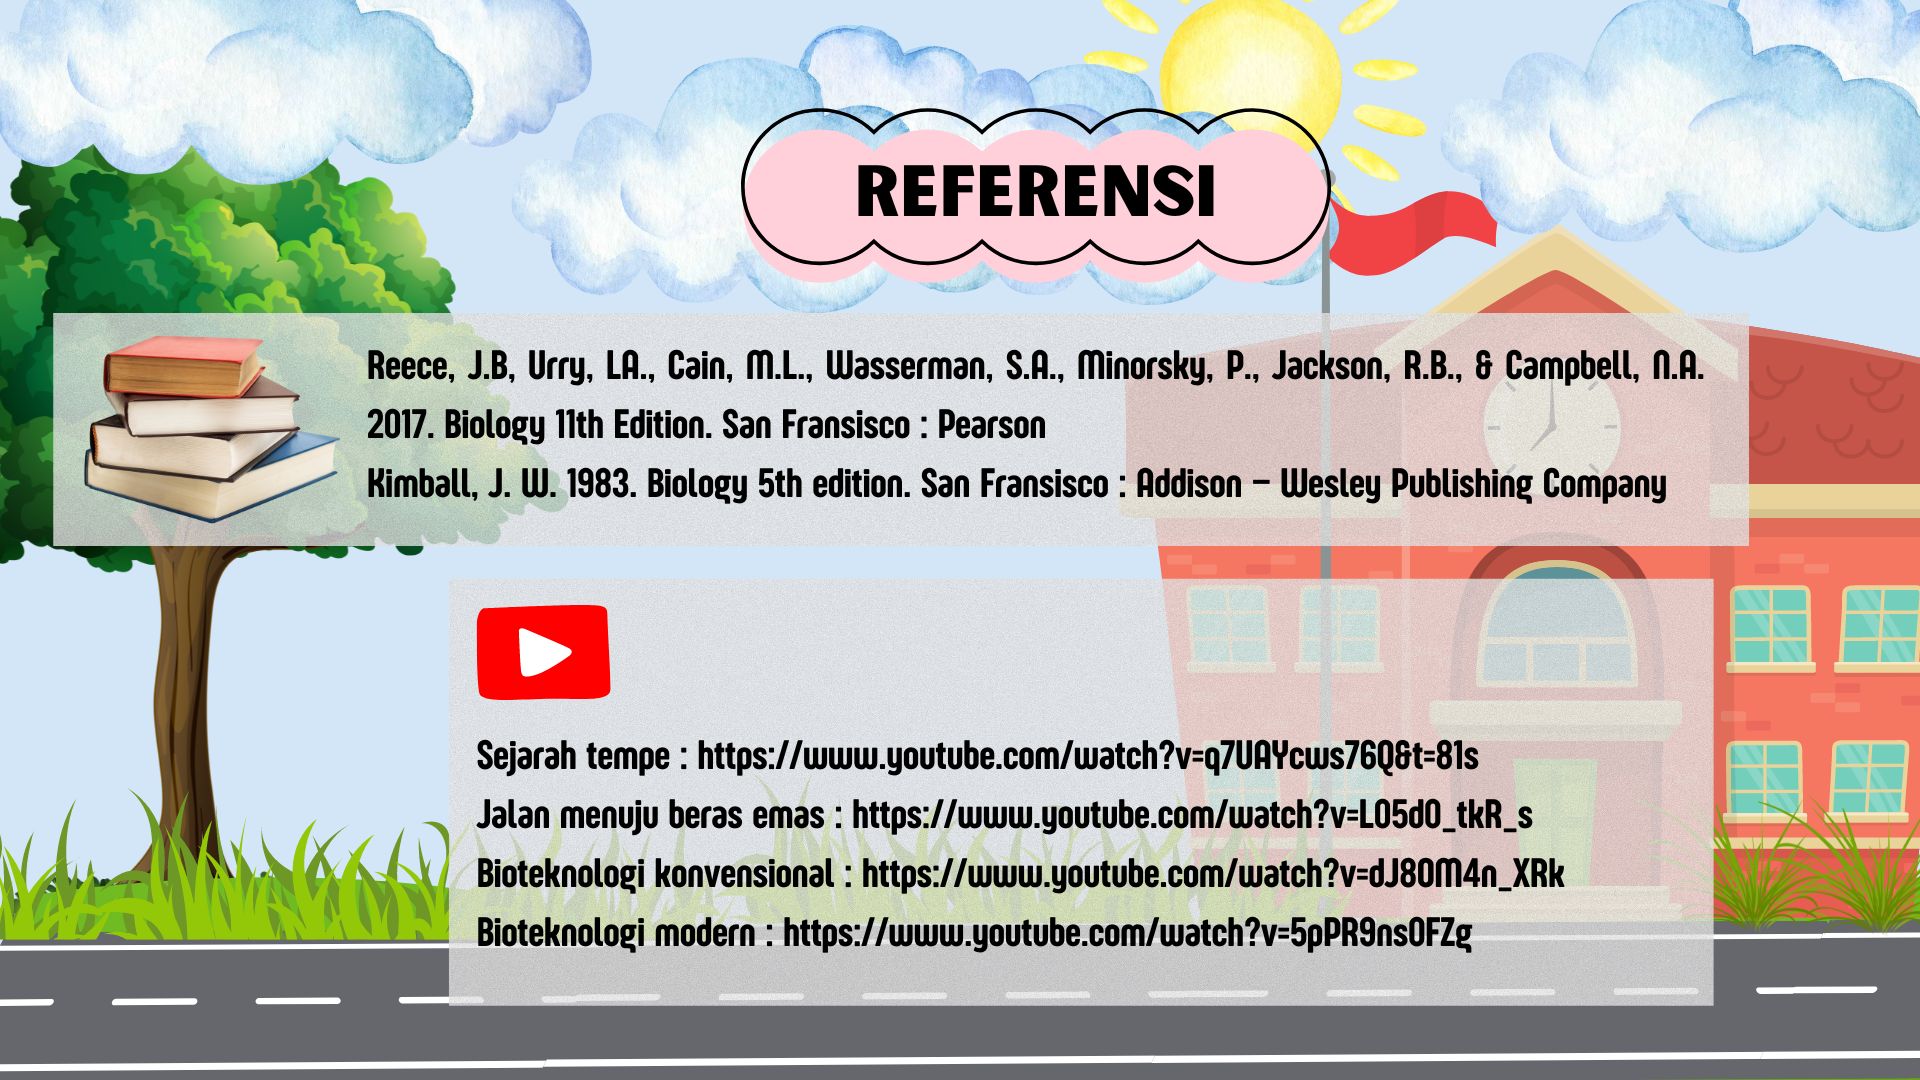 REFERENSI
Reece, J.B, Urry, LA., Cain, M.L., Wasserman, S.A., Minorsky, P., Jackson, R.B., & Campbell, N.A.
2017. Biology 11th Edition. San Fransisco : Pearson
Kimball, J. W. 1983. Biology 5th edition. San Fransisco : Addison – Wesley Publishing Company
Sejarah tempe : https://www.youtube.com/watch?v=q7UAYcws76Q&t=81s
Jalan menuju beras emas : https://www.youtube.com/watch?v=LO5dO_tkR_s
Bioteknologi konvensional : https://www.youtube.com/watch?v=dJ8OM4n_XRk
Bioteknologi modern : https://www.youtube.com/watch?v=5pPR9nsOFZg